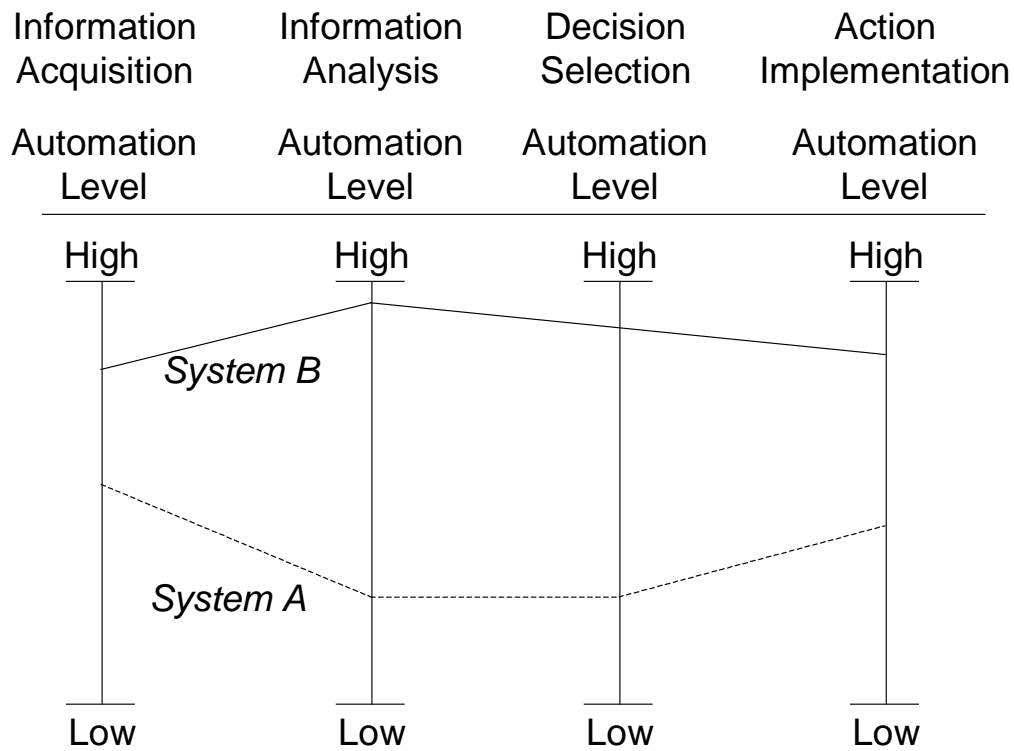 Information Acquisition
Information Analysis
Decision Selection
Action Implementation
Automation Level
Automation Level
Automation Level
Automation Level
High
High
High
High
System B
System A
Low
Low
Low
Low